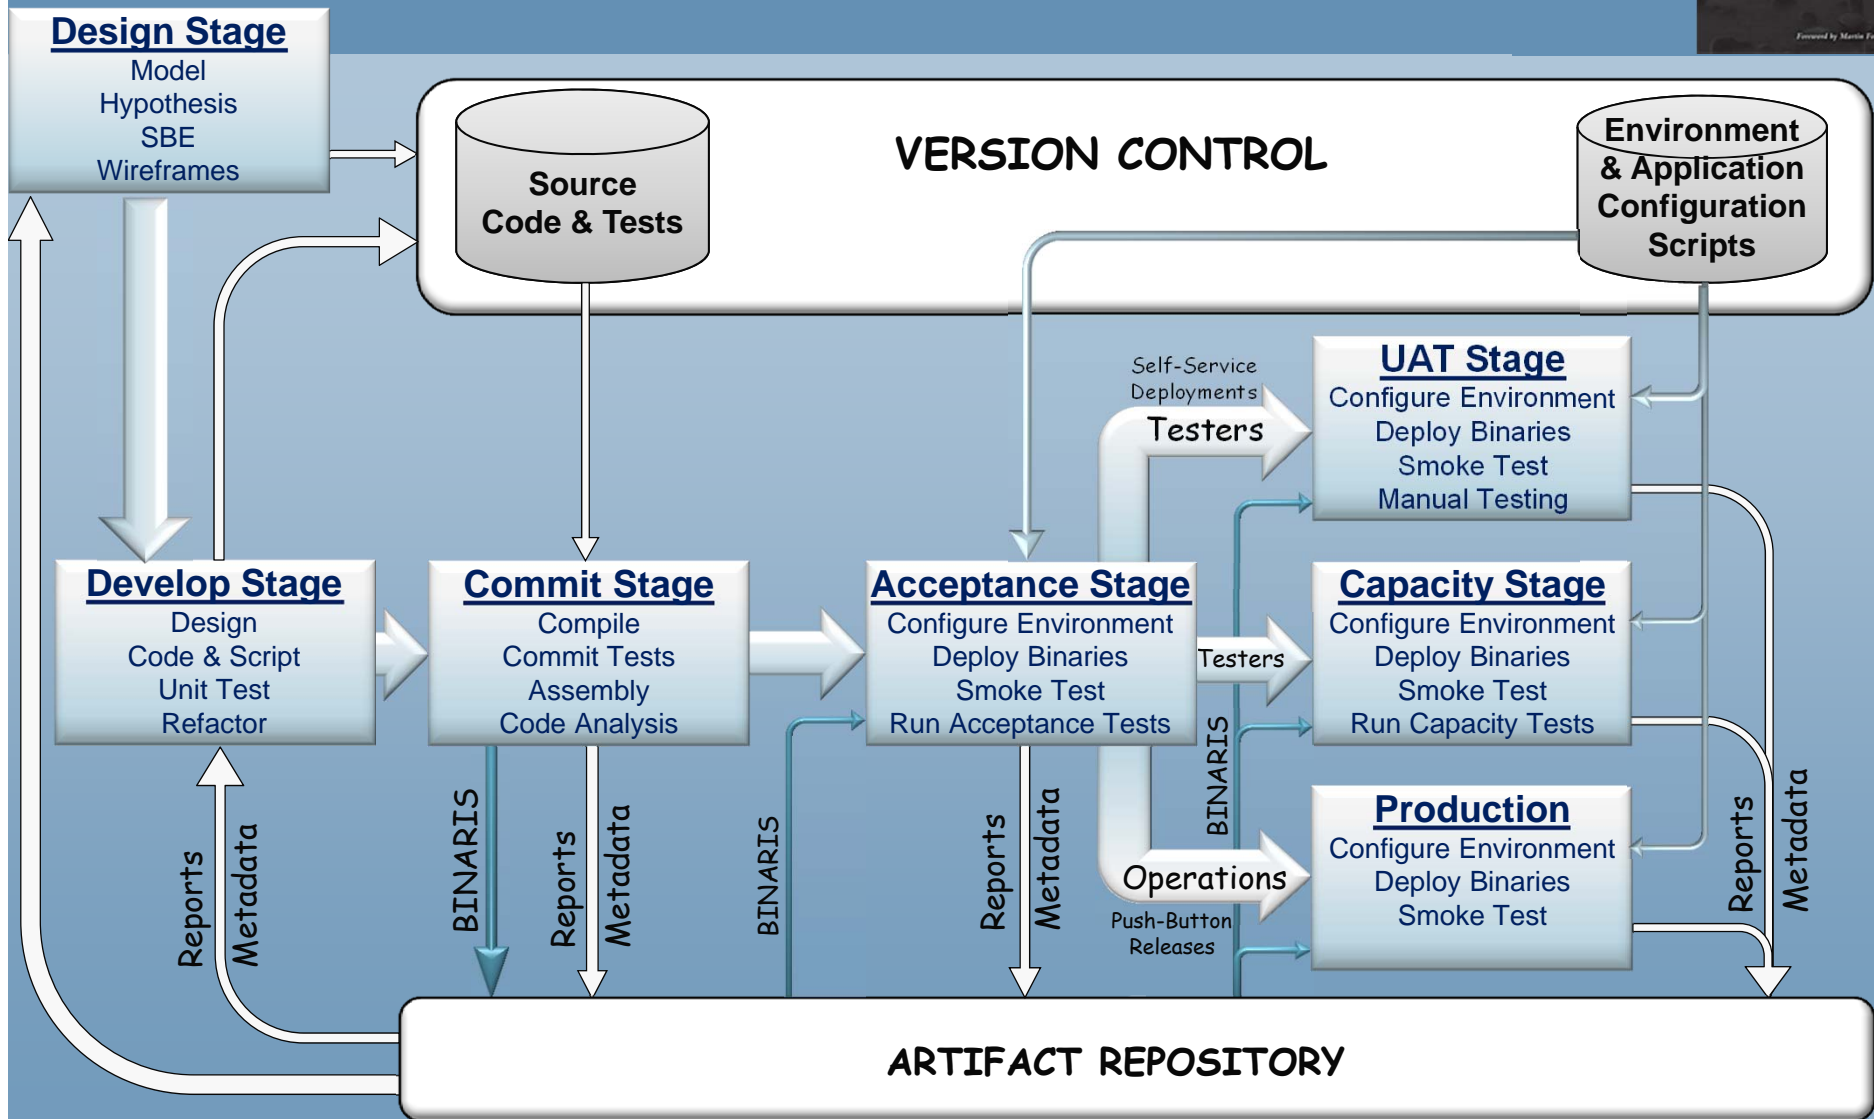 Foreword by Martin Fo
Design Stage
Model
Hypothesis
SBE
Wireframes
VERSION CONTROL
Source
Code & Tests
Environment
& Application
Configuration
Scripts
Self-Service
Deployments
Testers
UAT Stage
Configure Environment
Deploy Binaries
Smoke Test
Manual Testing
Develop Stage
Design
Code & Script
Unit Test
Refactor
Commit Stage
Compile
Commit Tests
Assembly
Code Analysis
Acceptance Stage
Configure Environment
Deploy Binaries
Smoke Test
Run Acceptance Tests
Testers
Capacity Stage
Configure Environment
Deploy Binaries
Smoke Test
Run Capacity Tests
Operations
Push-Button
Releases
Production
Configure Environment
Deploy Binaries
Smoke Test
Reports
Metadata
BINARIS
Reports
Metadata
BINARIS
Reports
Metadata
BINARIS
Reports
Metadata
ARTIFACT REPOSITORY